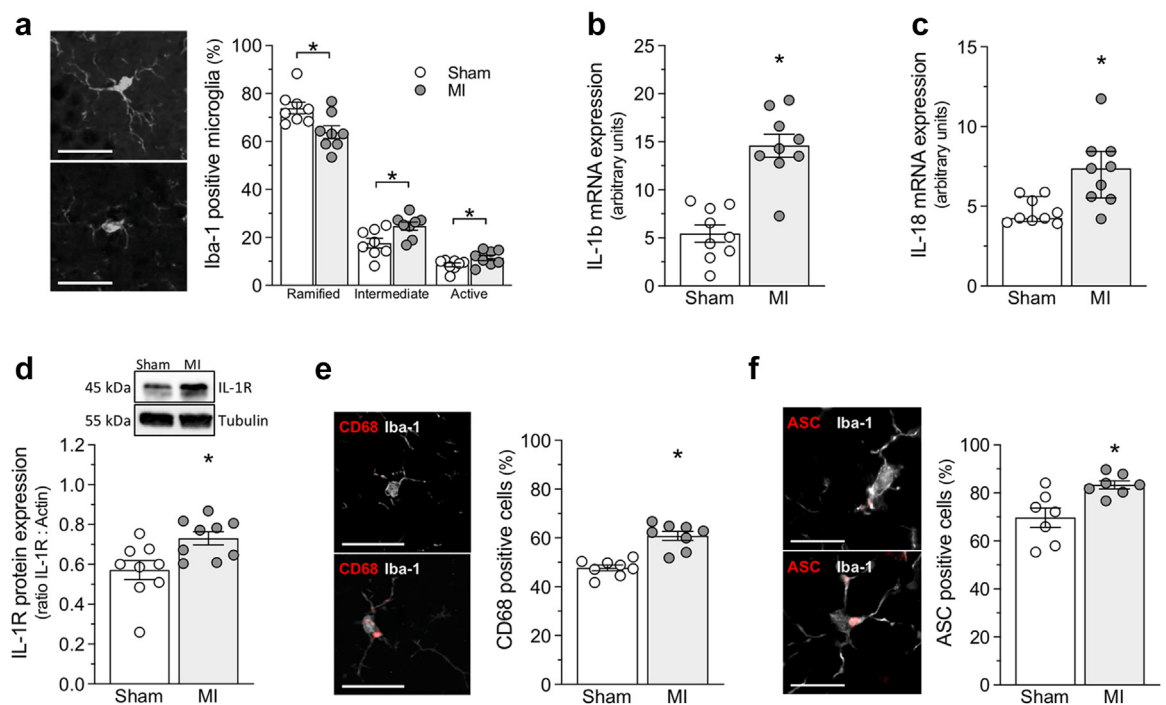 a
Iba-1 positive microglia (%)
100
80
60
40
20
0
*
*
*
Sham
MI
Ramified Intermediate Active
b
IL-1b mRNA expression
(arbitrary units)
25
20
15
10
5
0
*
Sham MI
c
IL-18 mRNA expression
(arbitrary units)
15
10
5
0
*
Sham MI
d
Sham MI
45 kDa IL-1R
55 kDa Tubulin
IL-1R protein expression
(ratio IL-1R : Actin)
1.2
1.0
0.8
0.6
0.4
0.2
0.0
*
Sham MI
e
CD68 Iba-1
CD68 Iba-1
CD68 positive cells (%)
100
80
60
40
20
0
*
Sham MI
f
ASC Iba-1
ASC Iba-1
ASC positive cells (%)
100
80
60
40
20
0
*
Sham MI